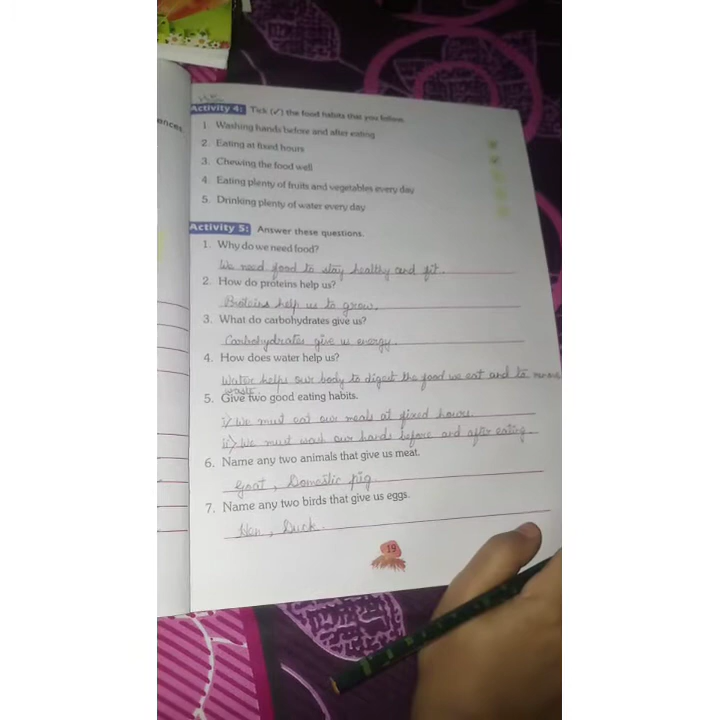 ances
Activity 4: Tick (✓) the food habits that you follow.
1. Washing hands before and after eating
2. Eating at fixed hours
3. Chewing the food well
4. Eating plenty of fruits and vegetables every day
5. Drinking plenty of water every day
Activity 5: Answer these questions.
1. Why do we need food?
We need food to stay healthy and fit.
2. How do proteins help us?
Proteins help us to grow.
3. What do carbohydrates give us?
Carbohydrates give us energy.
4. How does water help us?
Water helps our body to digest the food we eat and to remove
waste.
5. Give two good eating habits.
i) We must eat our meals at fixed hours.
ii) We must wash our hands before and after eating.
6. Name any two animals that give us meat.
Goat, Domestic pig
7. Name any two birds that give us eggs.
Hen, Duck.
19